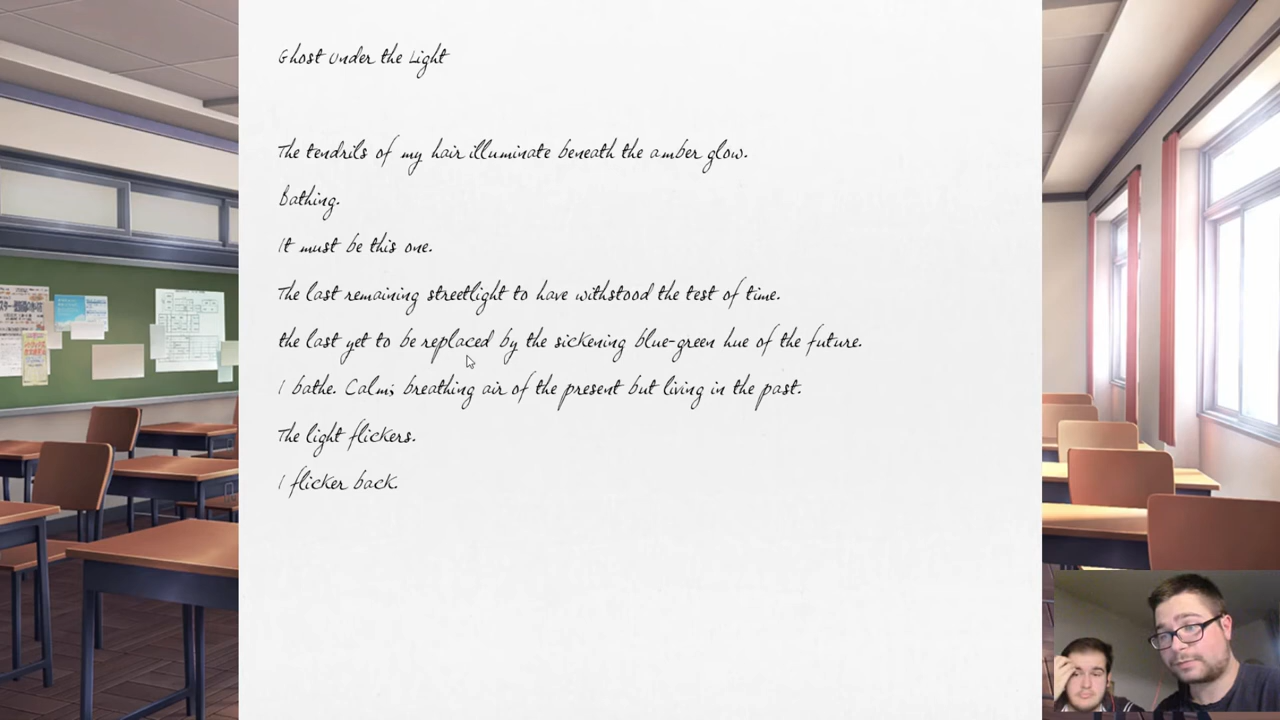 Ghost Under the Light
The tendrils of my hair illuminate beneath the amber glow.
Bathing.
It must be this one.
The last remaining streetlight to have withstood the test of time.
the last yet to be replaced by the sickening blue-green hue of the future.
I bathe. Calm; breathing air of the present but living in the past.
The light flickers.
I flicker back.